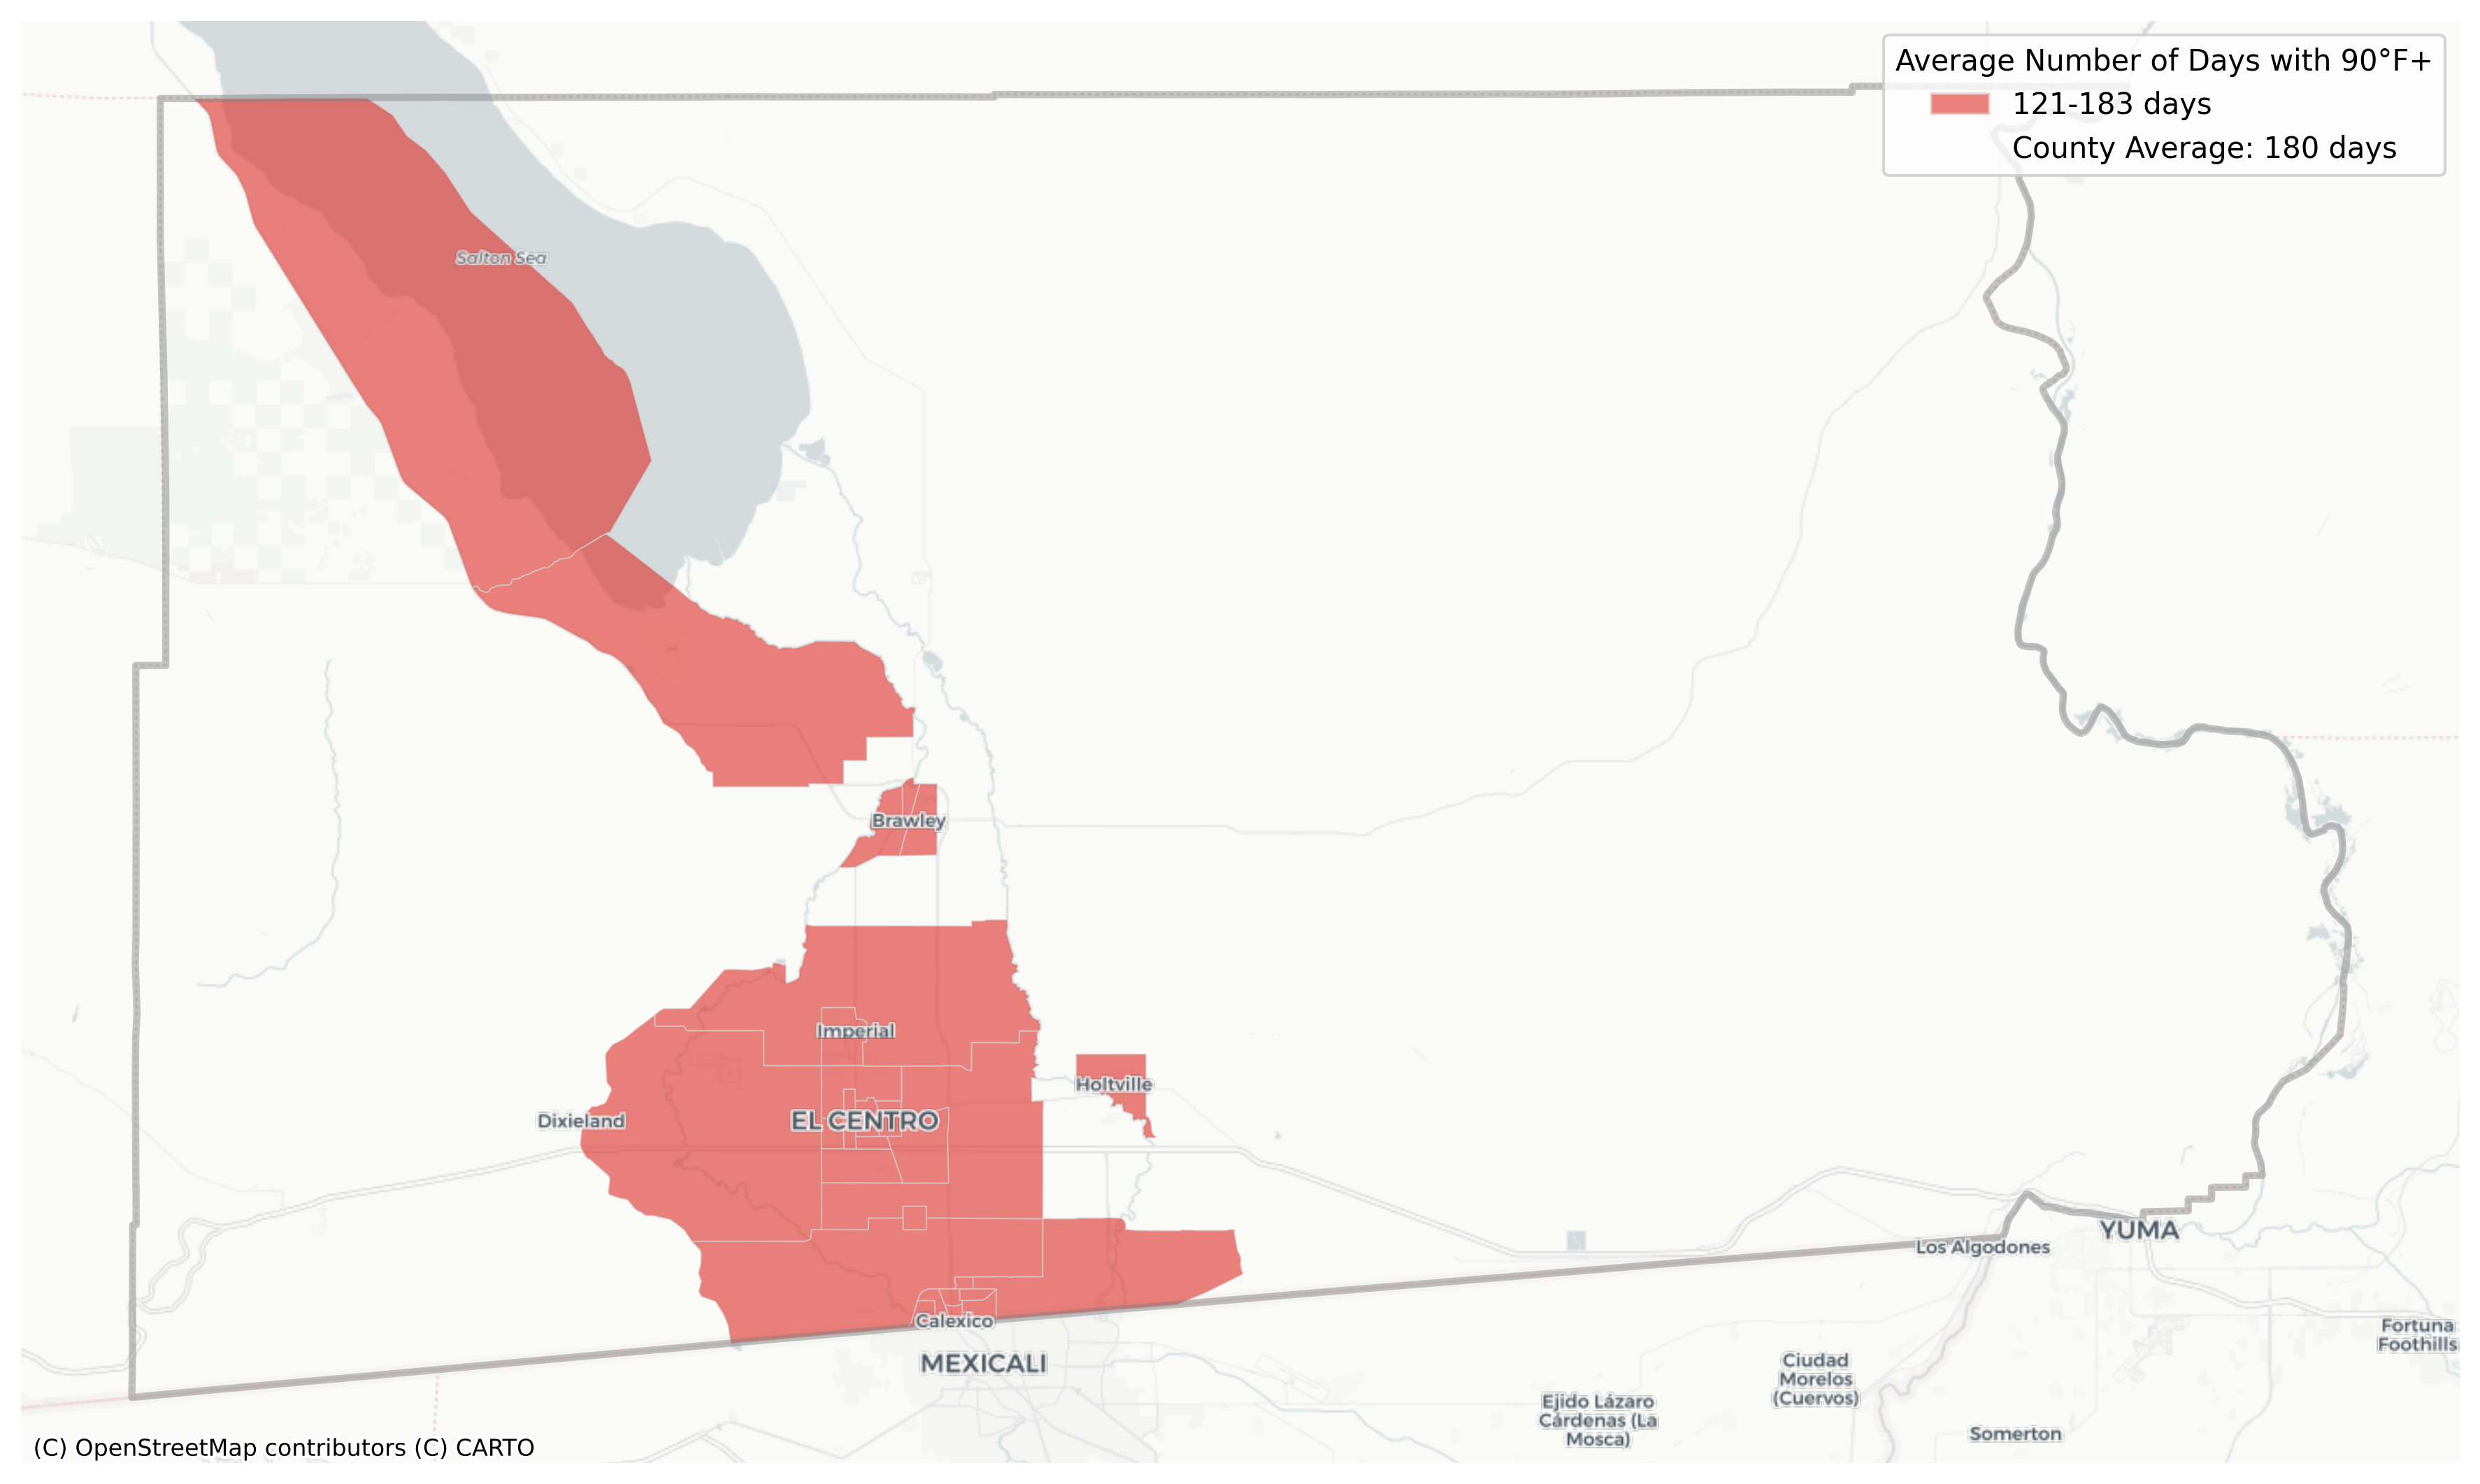 Average Number of Days with 90°F+
121-183 days
County Average: 180 days
Salton Sea
Brawley
Imperial
Holtville
Dixieland
EL CENTRO
Calexico
MEXICALI
Los Algodones
YUMA
Fortuna
Foothills
Ciudad
Morelos
(Cuervos)
Ejido Lázaro
Cárdenas (La
Mosca)
Somerton
(C) OpenStreetMap contributors (C) CARTO